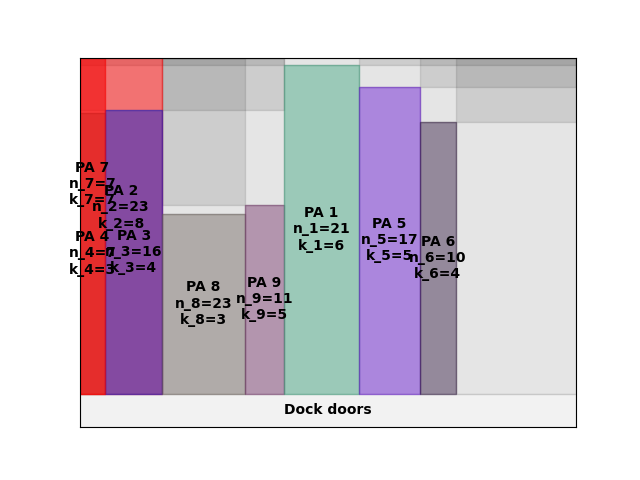 PA 7
n_7=7
k_7=7
PA 2
n_2=23
k_2=8
PA 4
n_4=7
k_4=3
PA 3
n_3=16
k_3=4
PA 8
n_8=23
k_8=3
PA 9
n_9=11
k_9=5
PA 1
n_1=21
k_1=6
PA 5
n_5=17
k_5=5
PA 6
n_6=10
k_6=4
Dock doors